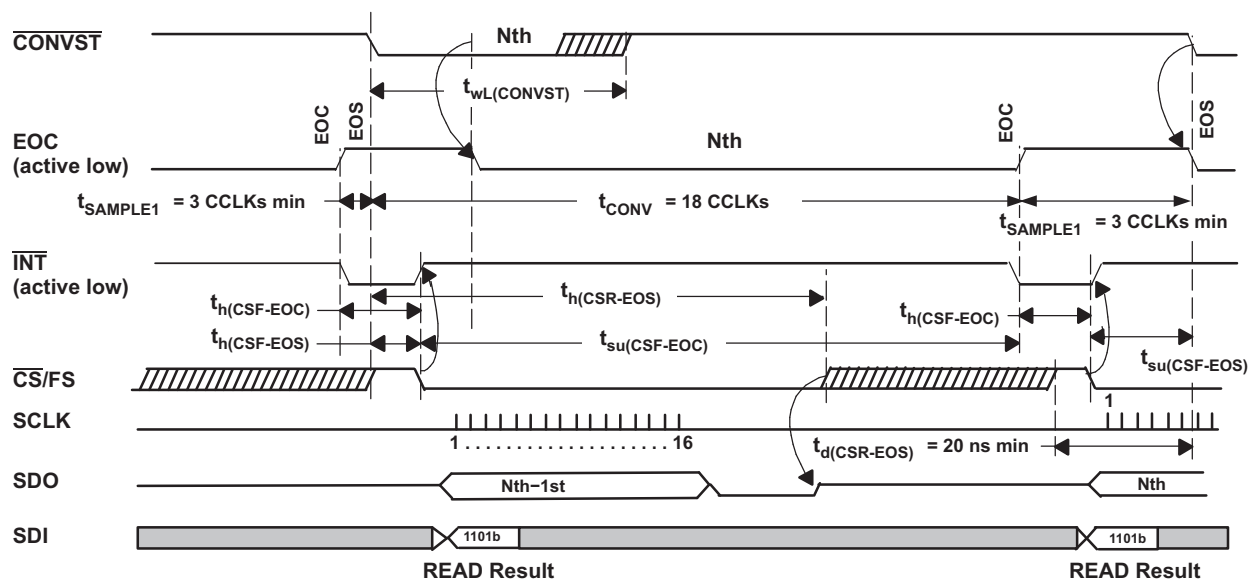 CONVST
Nth
t_wL(CONVST)
EOC
EOS
EOC
EOS
EOC
(active low)
Nth
t_SAMPLE1 = 3 CCLKs min
t_CONV = 18 CCLKs
t_SAMPLE1 = 3 CCLKs min
INT
(active low)
t_h(CSF-EOC)
t_h(CSR-EOS)
t_h(CSF-EOC)
t_h(CSF-EOS)
t_su(CSF-EOC)
t_su(CSF-EOS)
CS/FS
1
SCLK
1 . . . . . . . . . . . . . . . . . . . . 16
t_d(CSR-EOS) = 20 ns min
SDO
Nth−1st
Nth
SDI
1101b
1101b
READ Result
READ Result